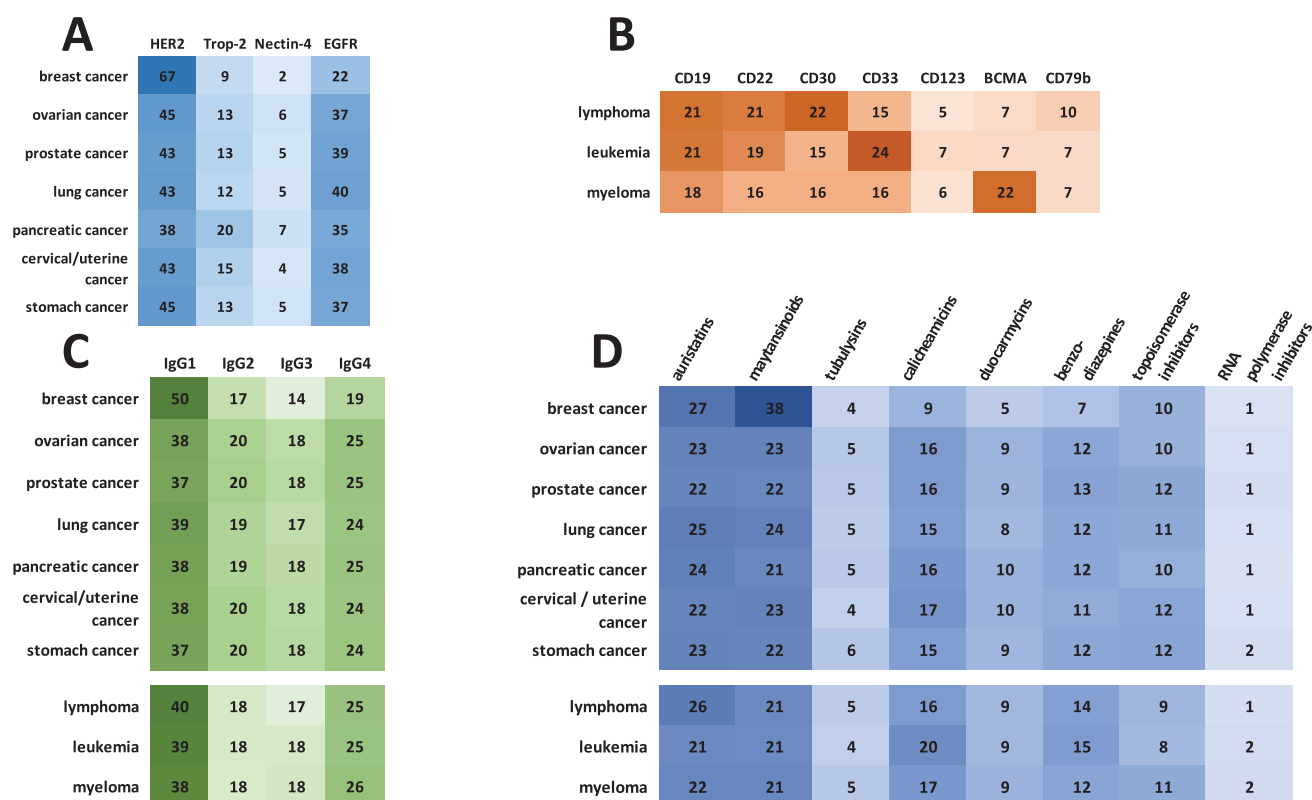 A
HER2 Trop-2 Nectin-4 EGFR
breast cancer 67 9 2 22
ovarian cancer 45 13 6 37
prostate cancer 43 13 5 39
lung cancer 43 12 5 40
pancreatic cancer 38 20 7 35
cervical/uterine
cancer 43 15 4 38
stomach cancer 45 13 5 37
B
CD19 CD22 CD30 CD33 CD123 BCMA CD79b
lymphoma 21 21 22 15 5 7 10
leukemia 21 19 15 24 7 7 7
myeloma 18 16 16 16 6 22 7
C
IgG1 IgG2 IgG3 IgG4
breast cancer 50 17 14 19
ovarian cancer 38 20 18 25
prostate cancer 37 20 18 25
lung cancer 39 19 17 24
pancreatic cancer 38 19 18 25
cervical/uterine
cancer 38 20 18 24
stomach cancer 37 20 18 24
lymphoma 40 18 17 25
leukemia 39 18 18 25
myeloma 38 18 18 26
D
auristatins
maytansinoids
tubulysins
calicheamicins
duocarmycins
benzo-
diazepines
topoisomerase
inhibitors
RNA
polymerase
inhibitors
breast cancer 27 38 4 9 5 7 10 1
ovarian cancer 23 23 5 16 9 12 10 1
prostate cancer 22 22 5 16 9 13 12 1
lung cancer 25 24 5 15 8 12 11 1
pancreatic cancer 24 21 5 16 10 12 10 1
cervical / uterine
cancer 22 23 4 17 10 11 12 1
stomach cancer 23 22 6 15 9 12 12 2
lymphoma 26 21 5 16 9 14 9 1
leukemia 21 21 4 20 9 15 8 2
myeloma 22 21 5 17 9 12 11 2